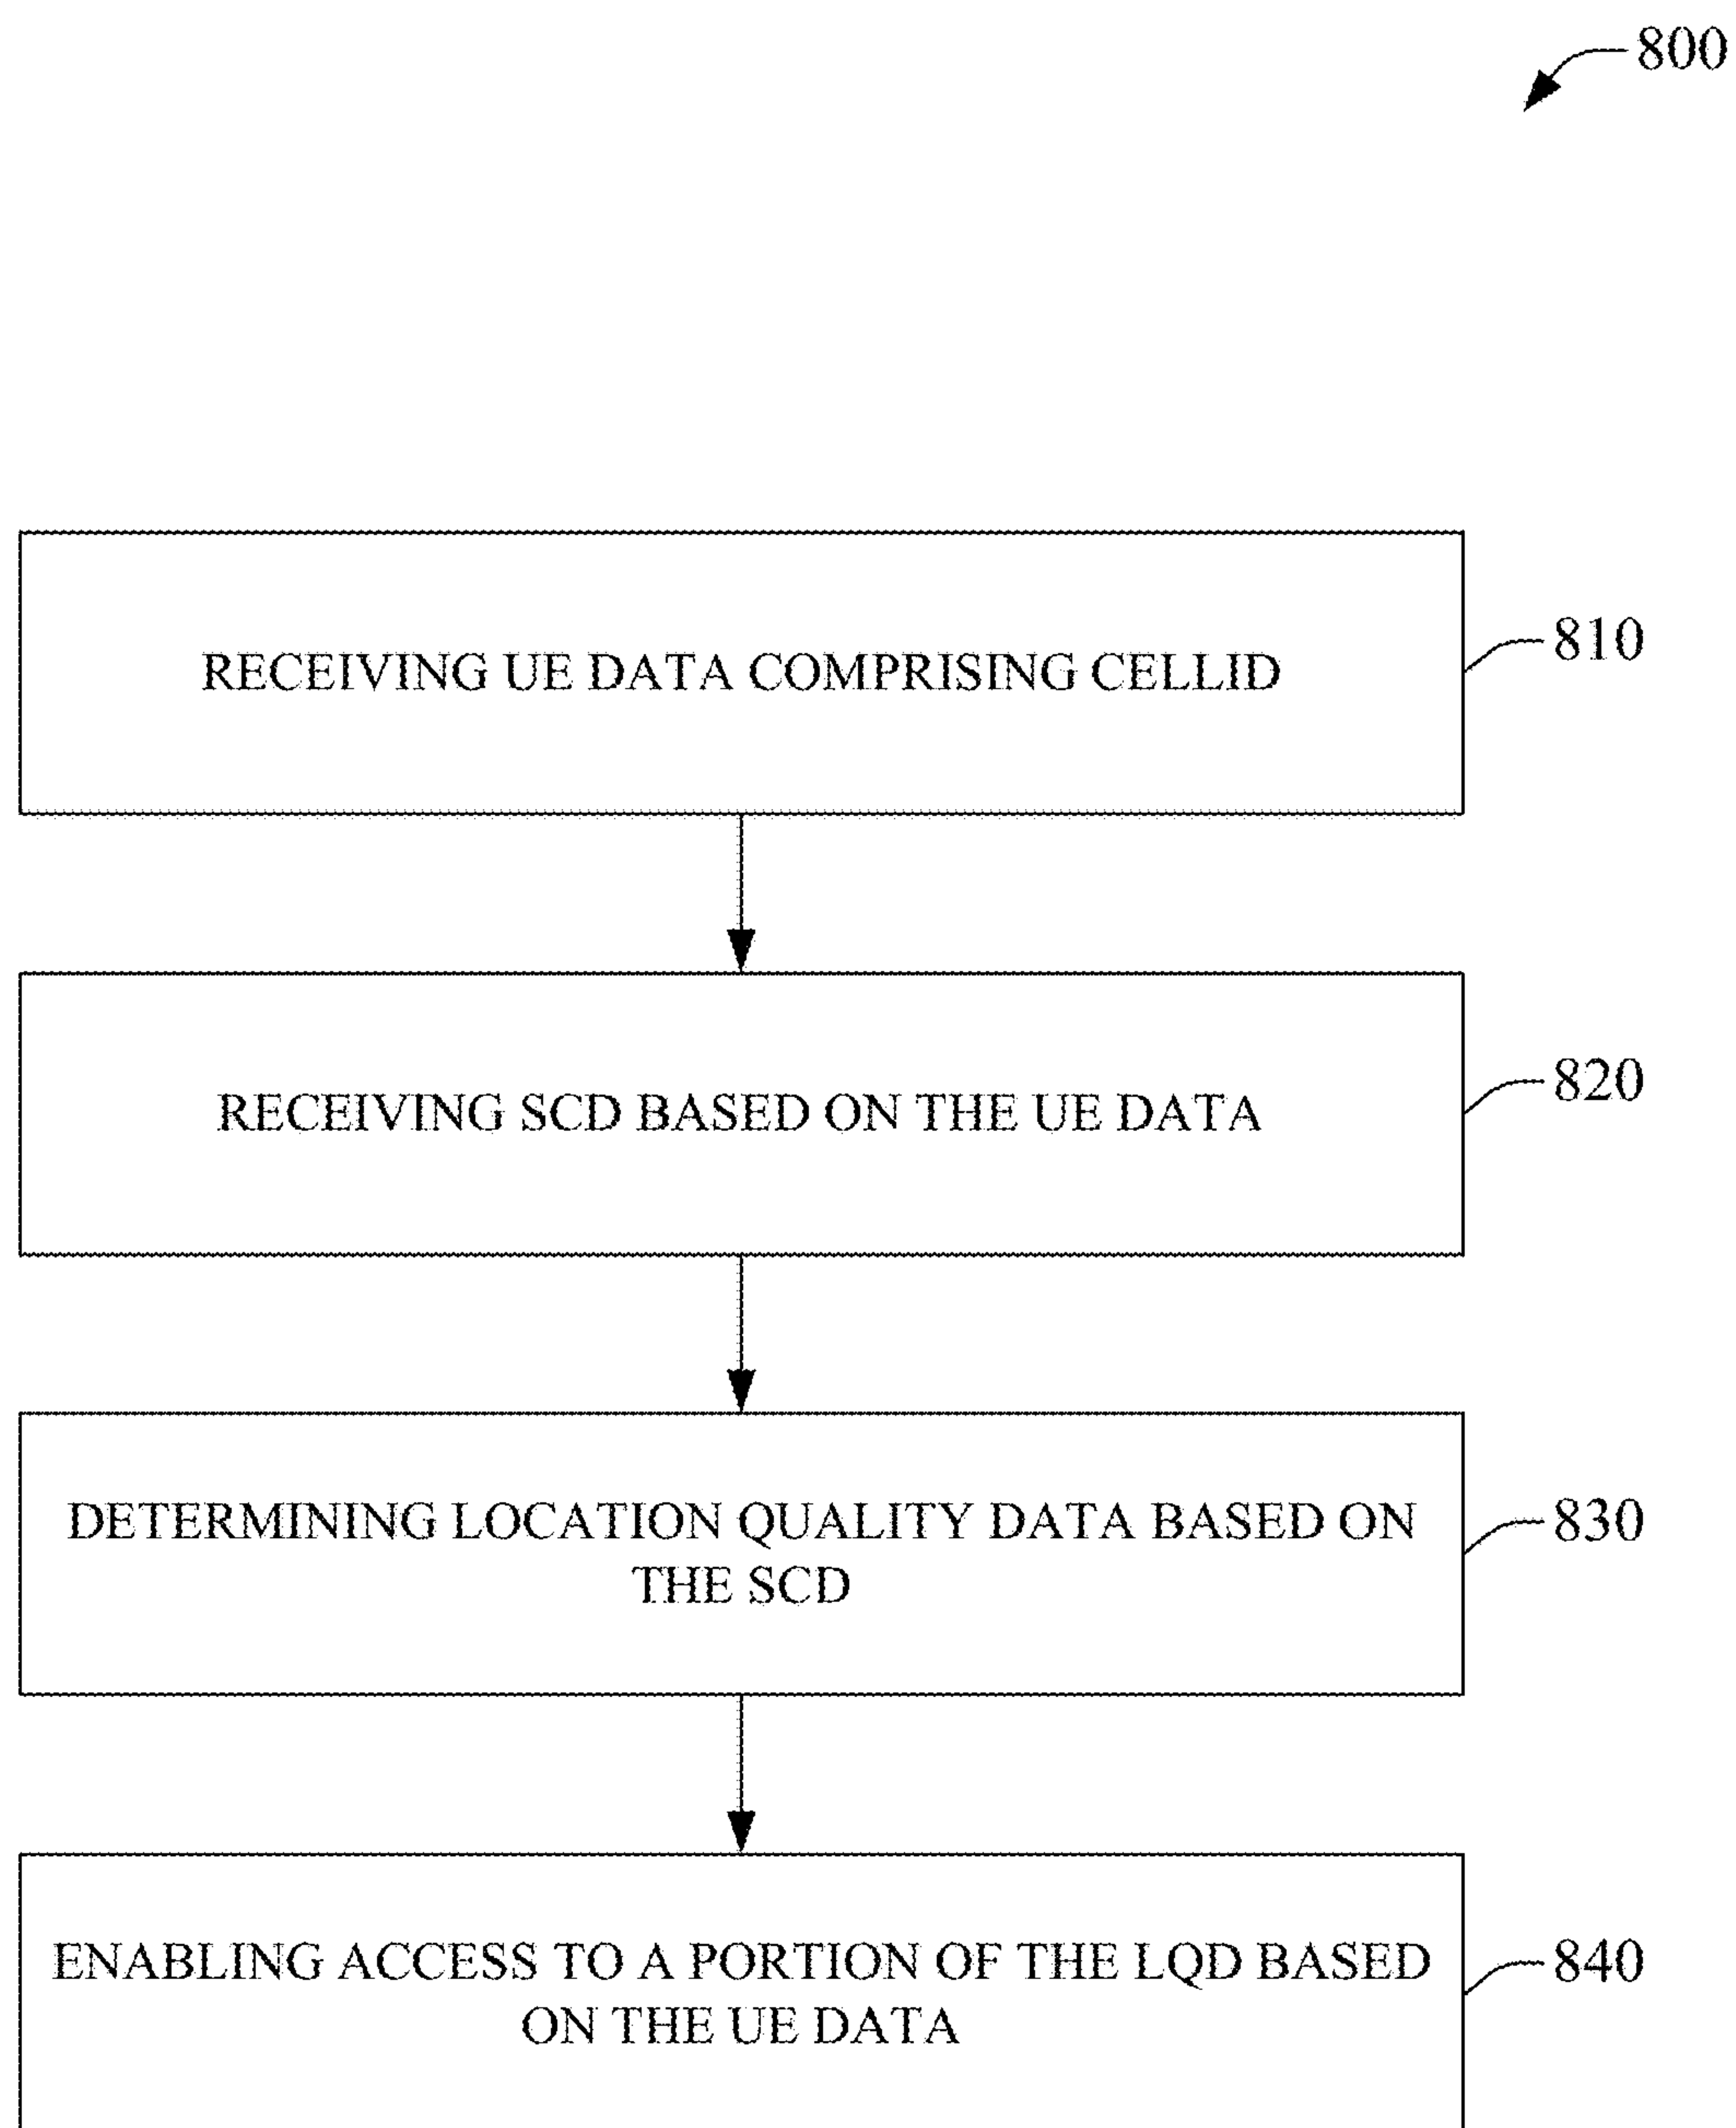 800
RECEIVING UE DATA COMPRISING CELLID
810
RECEIVING SCD BASED ON THE UE DATA
820
DETERMINING LOCATION QUALITY DATA BASED ON
THE SCD
830
ENABLING ACCESS TO A PORTION OF THE LQD BASED
ON THE UE DATA
840